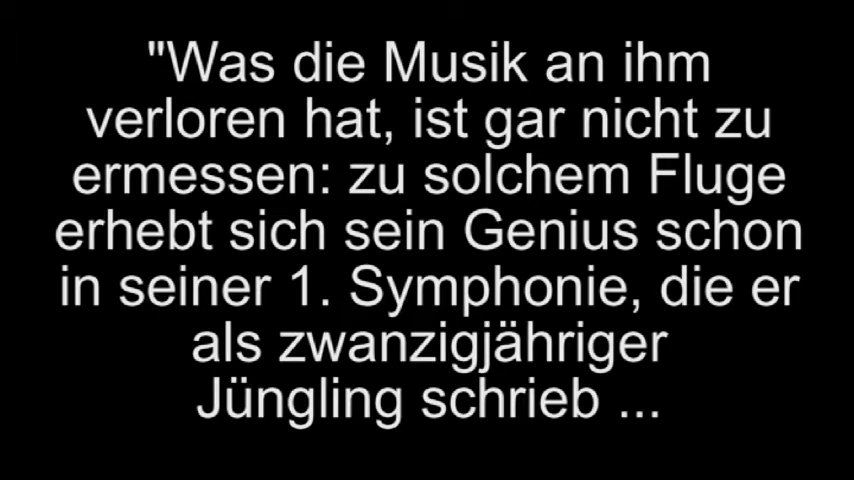 "Was die Musik an ihm
verloren hat, ist gar nicht zu
ermessen: zu solchem Fluge
erhebt sich sein Genius schon
in seiner 1. Symphonie, die er
als zwanzigjähriger
Jüngling schrieb ...